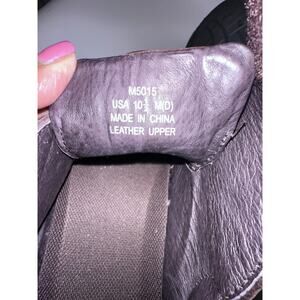 M5015
USA 10½ M(D)
MADE IN CHINA
LEATHER UPPER